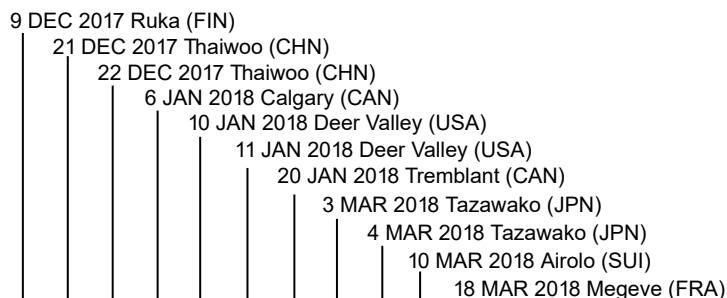 9 DEC 2017 Ruka (FIN)
21 DEC 2017 Thaiwoo (CHN)
22 DEC 2017 Thaiwoo (CHN)
6 JAN 2018 Calgary (CAN)
10 JAN 2018 Deer Valley (USA)
11 JAN 2018 Deer Valley (USA)
20 JAN 2018 Tremblant (CAN)
3 MAR 2018 Tazawako (JPN)
4 MAR 2018 Tazawako (JPN)
10 MAR 2018 Airolo (SUI)
18 MAR 2018 Megeve (FRA)